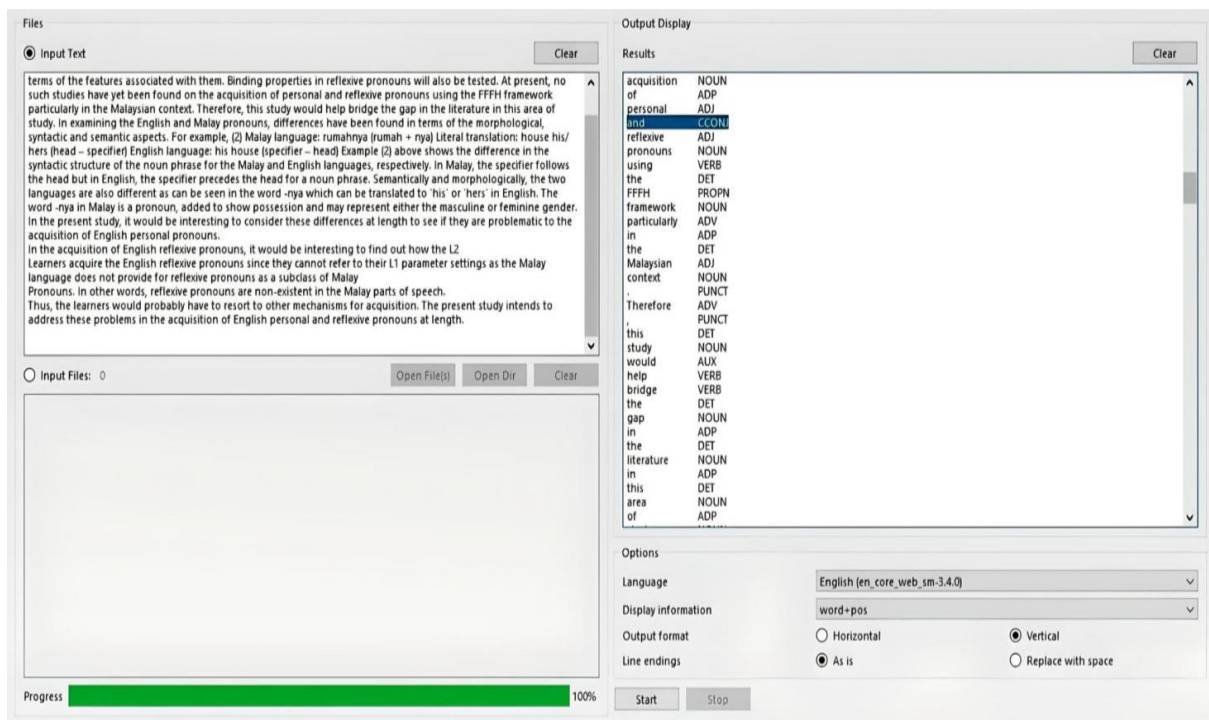 Files
Input Text
Clear
terms of the features associated with them. Binding properties in reflexive pronouns will also be tested. At present, no
such studies have yet been found on the acquisition of personal and reflexive pronouns using the FFFH framework
particularly in the Malaysian context. Therefore, this study would help bridge the gap in the literature in this area of
study. In examining the English and Malay pronouns, differences have been found in terms of the morphological,
syntactic and semantic aspects. For example, (2) Malay language: rumahnya (rumah + nya) Literal translation: house his/
hers (head – specifier) English language: his house (specifier – head) Example (2) above shows the difference in the
syntactic structure of the noun phrase for the Malay and English languages, respectively. In Malay, the specifier follows
the head but in English, the specifier precedes the head for a noun phrase. Semantically and morphologically, the two
languages are also different as can be seen in the word -nya which can be translated to 'his' or 'hers' in English. The
word -nya in Malay is a pronoun, added to show possession and may represent either the masculine or feminine gender.
In the present study, it would be interesting to consider these differences at length to see if they are problematic to the
acquisition of English personal pronouns.
In the acquisition of English reflexive pronouns, it would be interesting to find out how the L2
Learners acquire the English reflexive pronouns since they cannot refer to their L1 parameter settings as the Malay
language does not provide for reflexive pronouns as a subclass of Malay
Pronouns. In other words, reflexive pronouns are non-existent in the Malay parts of speech.
Thus, the learners would probably have to resort to other mechanisms for acquisition. The present study intends to
address these problems in the acquisition of English personal and reflexive pronouns at length.
Input Files: 0
Open File(s)
Open Dir
Clear
Progress
100%
Output Display
Results
Clear
acquisition NOUN
of ADP
personal ADJ
and CCONJ
reflexive ADJ
pronouns NOUN
using VERB
the DET
FFFH PROPN
framework NOUN
particularly ADV
in ADP
the DET
Malaysian ADJ
context NOUN
. PUNCT
Therefore ADV
, PUNCT
this DET
study NOUN
would AUX
help VERB
bridge VERB
the DET
gap NOUN
in ADP
the DET
literature NOUN
in ADP
this DET
area NOUN
of ADP
Options
Language
English (en_core_web_sm-3.4.0)
Display information
word+pos
Output format
Horizontal
Vertical
Line endings
As is
Replace with space
Start
Stop